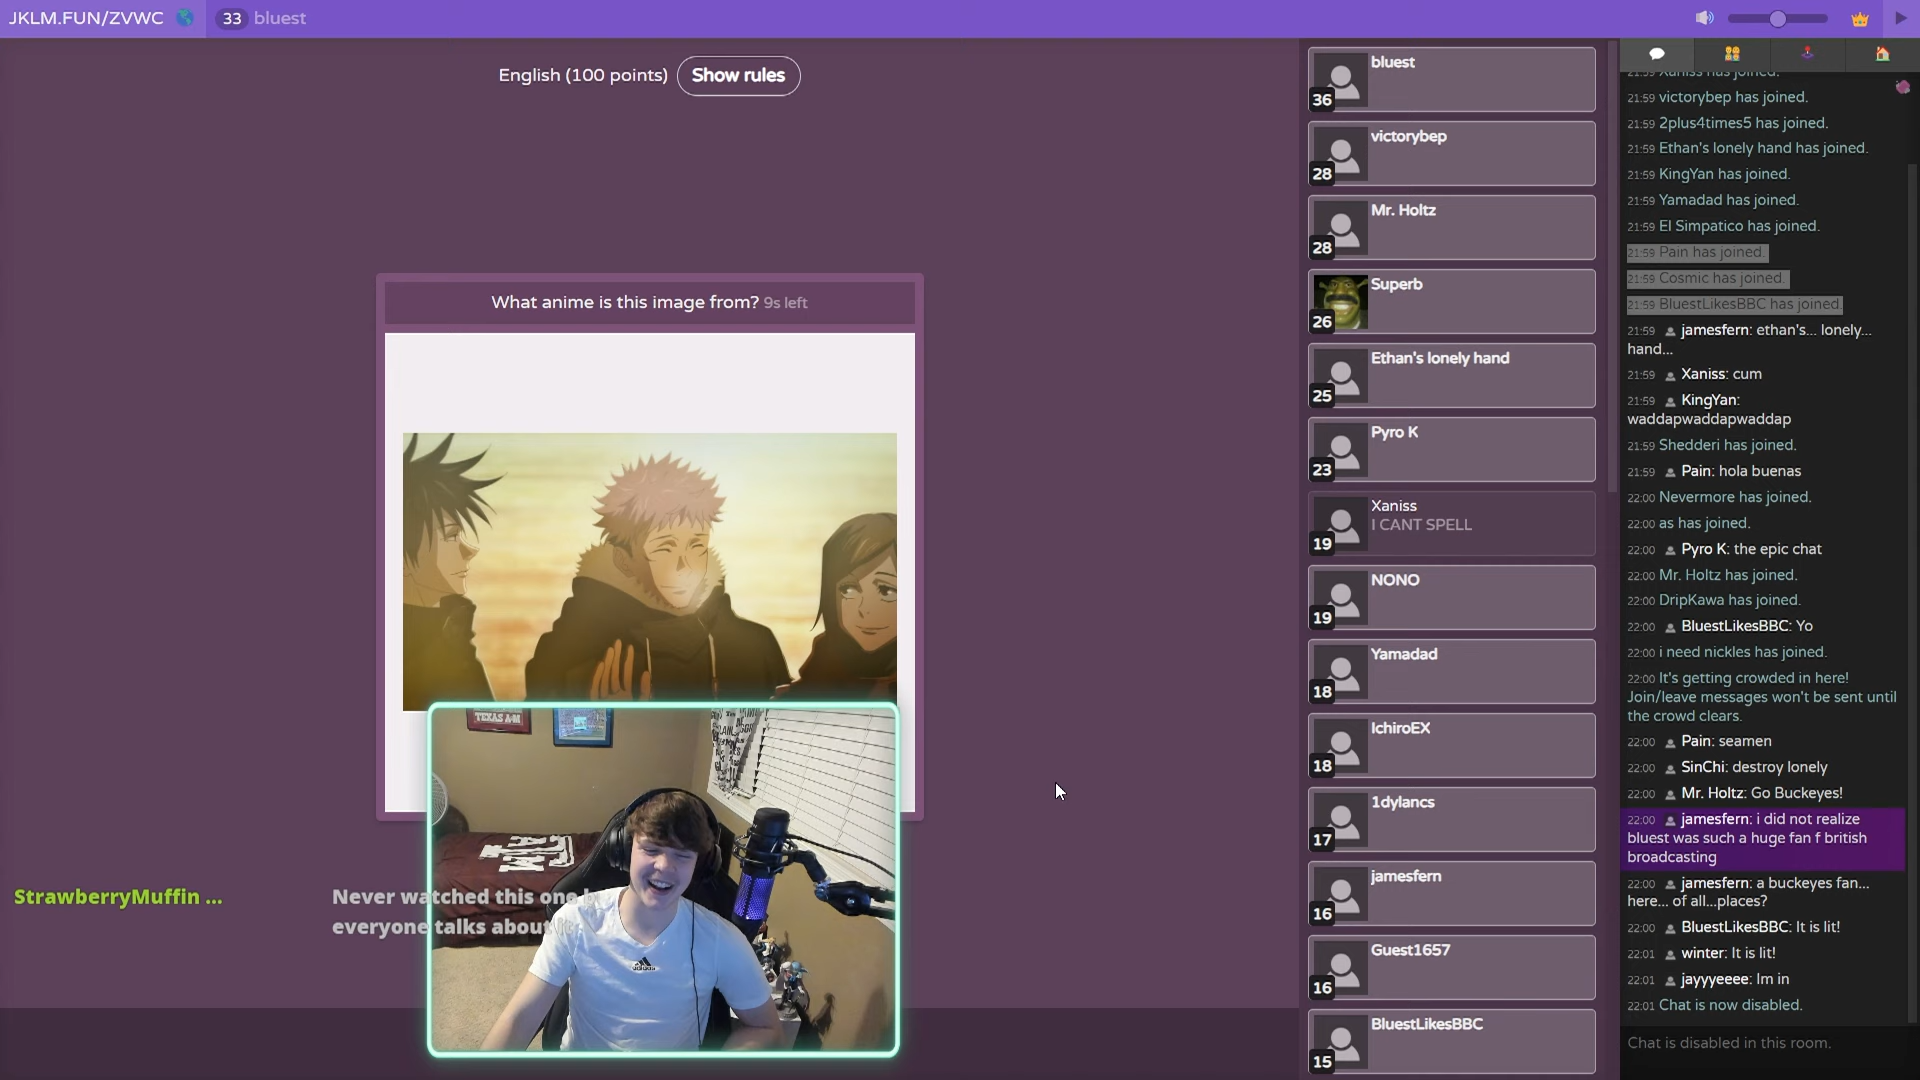 JKLM.FUN/ZVWC
33 bluest
English (100 points) Show rules
What anime is this image from? 9s left
TEXAS A&M
StrawberryMuffin ...
Never watched this one b
everyone talks about it
adidas
bluest
36
victorybep
28
Mr. Holtz
28
Superb
26
Ethan's lonely hand
25
Pyro K
23
Xaniss
I CANT SPELL
19
NONO
19
Yamadad
18
IchiroEX
18
1dylancs
17
jamesfern
16
Guest1657
16
BluestLikesBBC
15
21:59 Xaniss has joined.
21:59 victorybep has joined.
21:59 2plus4times5 has joined.
21:59 Ethan's lonely hand has joined.
21:59 KingYan has joined.
21:59 Yamadad has joined.
21:59 El Simpatico has joined.
21:59 Pain has joined.
21:59 Cosmic has joined.
21:59 BluestLikesBBC has joined.
21:59 jamesfern: ethan's... lonely...
hand...
21:59 Xaniss: cum
21:59 KingYan:
waddapwaddapwaddap
21:59 Shedderi has joined.
21:59 Pain: hola buenas
22:00 Nevermore has joined.
22:00 as has joined.
22:00 Pyro K: the epic chat
22:00 Mr. Holtz has joined.
22:00 DripKawa has joined.
22:00 BluestLikesBBC: Yo
22:00 i need nickles has joined.
22:00 It's getting crowded in here!
Join/leave messages won't be sent until
the crowd clears.
22:00 Pain: seamen
22:00 SinChi: destroy lonely
22:00 Mr. Holtz: Go Buckeyes!
22:00 jamesfern: i did not realize
bluest was such a huge fan f british
broadcasting
22:00 jamesfern: a buckeyes fan...
here... of all...places?
22:00 BluestLikesBBC: It is lit!
22:01 winter: It is lit!
22:01 jayyyeeee: Im in
22:01 Chat is now disabled.
Chat is disabled in this room.